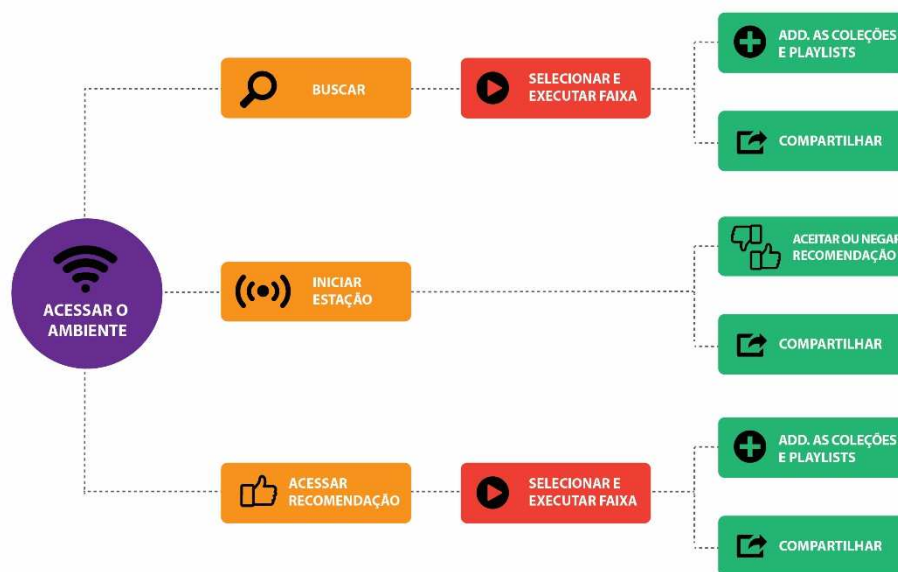 ADD. AS COLEÇÕES
E PLAYLISTS
BUSCAR
SELECIONAR E
EXECUTAR FAIXA
COMPARTILHAR
ACEITAR OU NEGAR
RECOMENDAÇÃO
INICIAR
ESTAÇÃO
ACESSAR O
AMBIENTE
COMPARTILHAR
ADD. AS COLEÇÕES
E PLAYLISTS
ACESSAR
RECOMENDAÇÃO
SELECIONAR E
EXECUTAR FAIXA
COMPARTILHAR